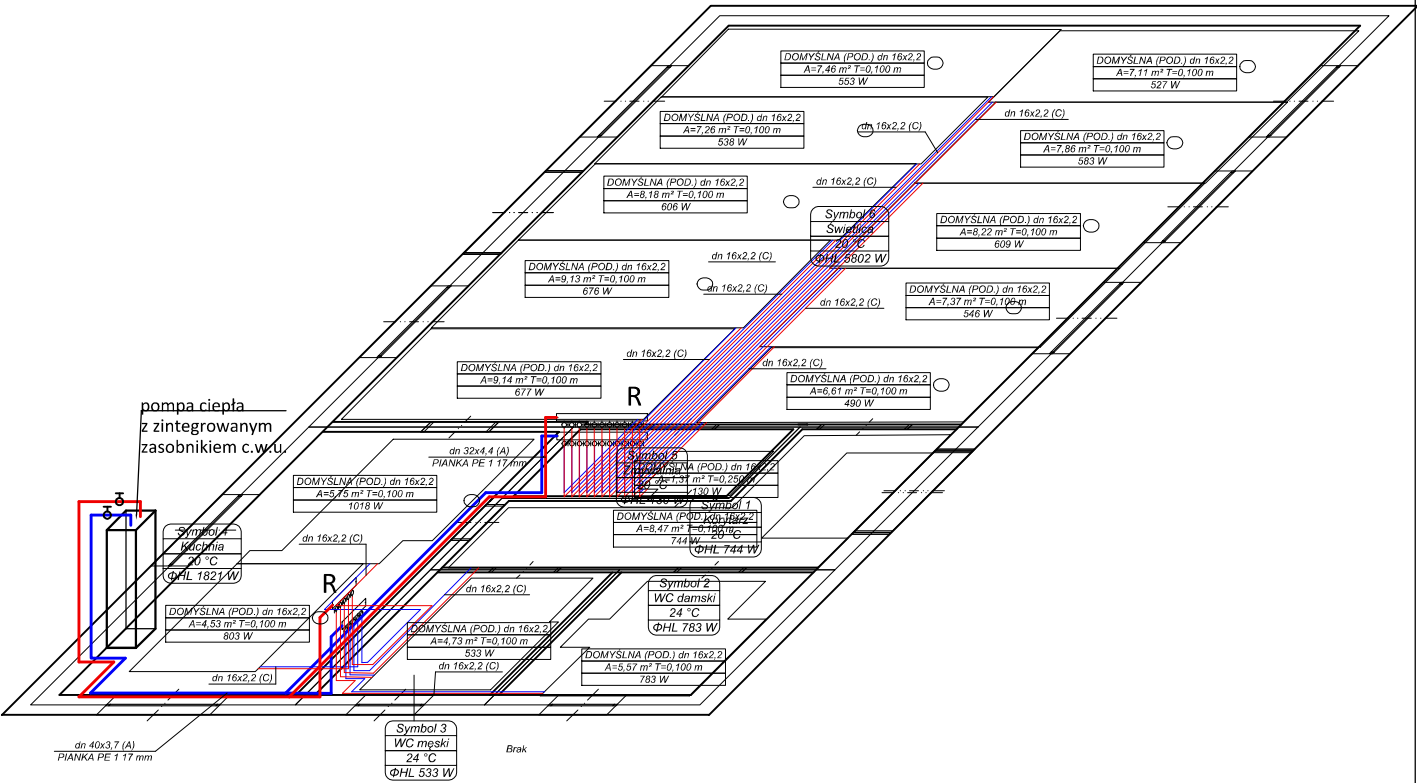 DOMYŚLNA (POD.) dn 16x2,2
A=7,46 m² T=0,100 m
553 W
DOMYŚLNA (POD.) dn 16x2,2
A=7,11 m² T=0,100 m
527 W
DOMYŚLNA (POD.) dn 16x2,2
A=7,26 m² T=0,100 m
538 W
dn 16x2,2 (C)
dn 16x2,2 (C)
DOMYŚLNA (POD.) dn 16x2,2
A=7,86 m² T=0,100 m
583 W
DOMYŚLNA (POD.) dn 16x2,2
A=8,18 m² T=0,100 m
606 W
dn 16x2,2 (C)
Symbol 6
Świetlica
20 °C
ΦHL 5802 W
DOMYŚLNA (POD.) dn 16x2,2
A=8,22 m² T=0,100 m
609 W
DOMYŚLNA (POD.) dn 16x2,2
A=9,13 m² T=0,100 m
676 W
dn 16x2,2 (C)
dn 16x2,2 (C)
dn 16x2,2 (C)
DOMYŚLNA (POD.) dn 16x2,2
A=7,37 m² T=0,100 m
546 W
DOMYŚLNA (POD.) dn 16x2,2
A=9,14 m² T=0,100 m
677 W
dn 16x2,2 (C)
dn 16x2,2 (C)
DOMYŚLNA (POD.) dn 16x2,2
A=6,61 m² T=0,100 m
490 W
R
pompa ciepła
z zintegrowanym
zasobnikiem c.w.u.
dn 32x4,4 (A)
PIANKA PE 1 17 mm
DOMYŚLNA (POD.) dn 16x2,2
A=5,75 m² T=0,100 m
1018 W
Symbol 5
DOMYŚLNA (POD.) dn 16x2,2
A=1,37 m² T=0,250 m
130 W
Symbol 1
Korytarz
20 °C
ΦHL 744 W
DOMYŚLNA (POD.) dn 16x2,2
A=8,47 m² T=0,100 m
744 W
Symbol 4
Kuchnia
20 °C
ΦHL 1821 W
dn 16x2,2 (C)
R
dn 16x2,2 (C)
Symbol 2
WC damski
24 °C
ΦHL 783 W
DOMYŚLNA (POD.) dn 16x2,2
A=4,53 m² T=0,100 m
803 W
DOMYŚLNA (POD.) dn 16x2,2
A=4,73 m² T=0,100 m
533 W
DOMYŚLNA (POD.) dn 16x2,2
A=5,57 m² T=0,100 m
783 W
dn 16x2,2 (C)
dn 16x2,2 (C)
Symbol 3
WC męski
24 °C
ΦHL 533 W
Brak
dn 40x3,7 (A)
PIANKA PE 1 17 mm